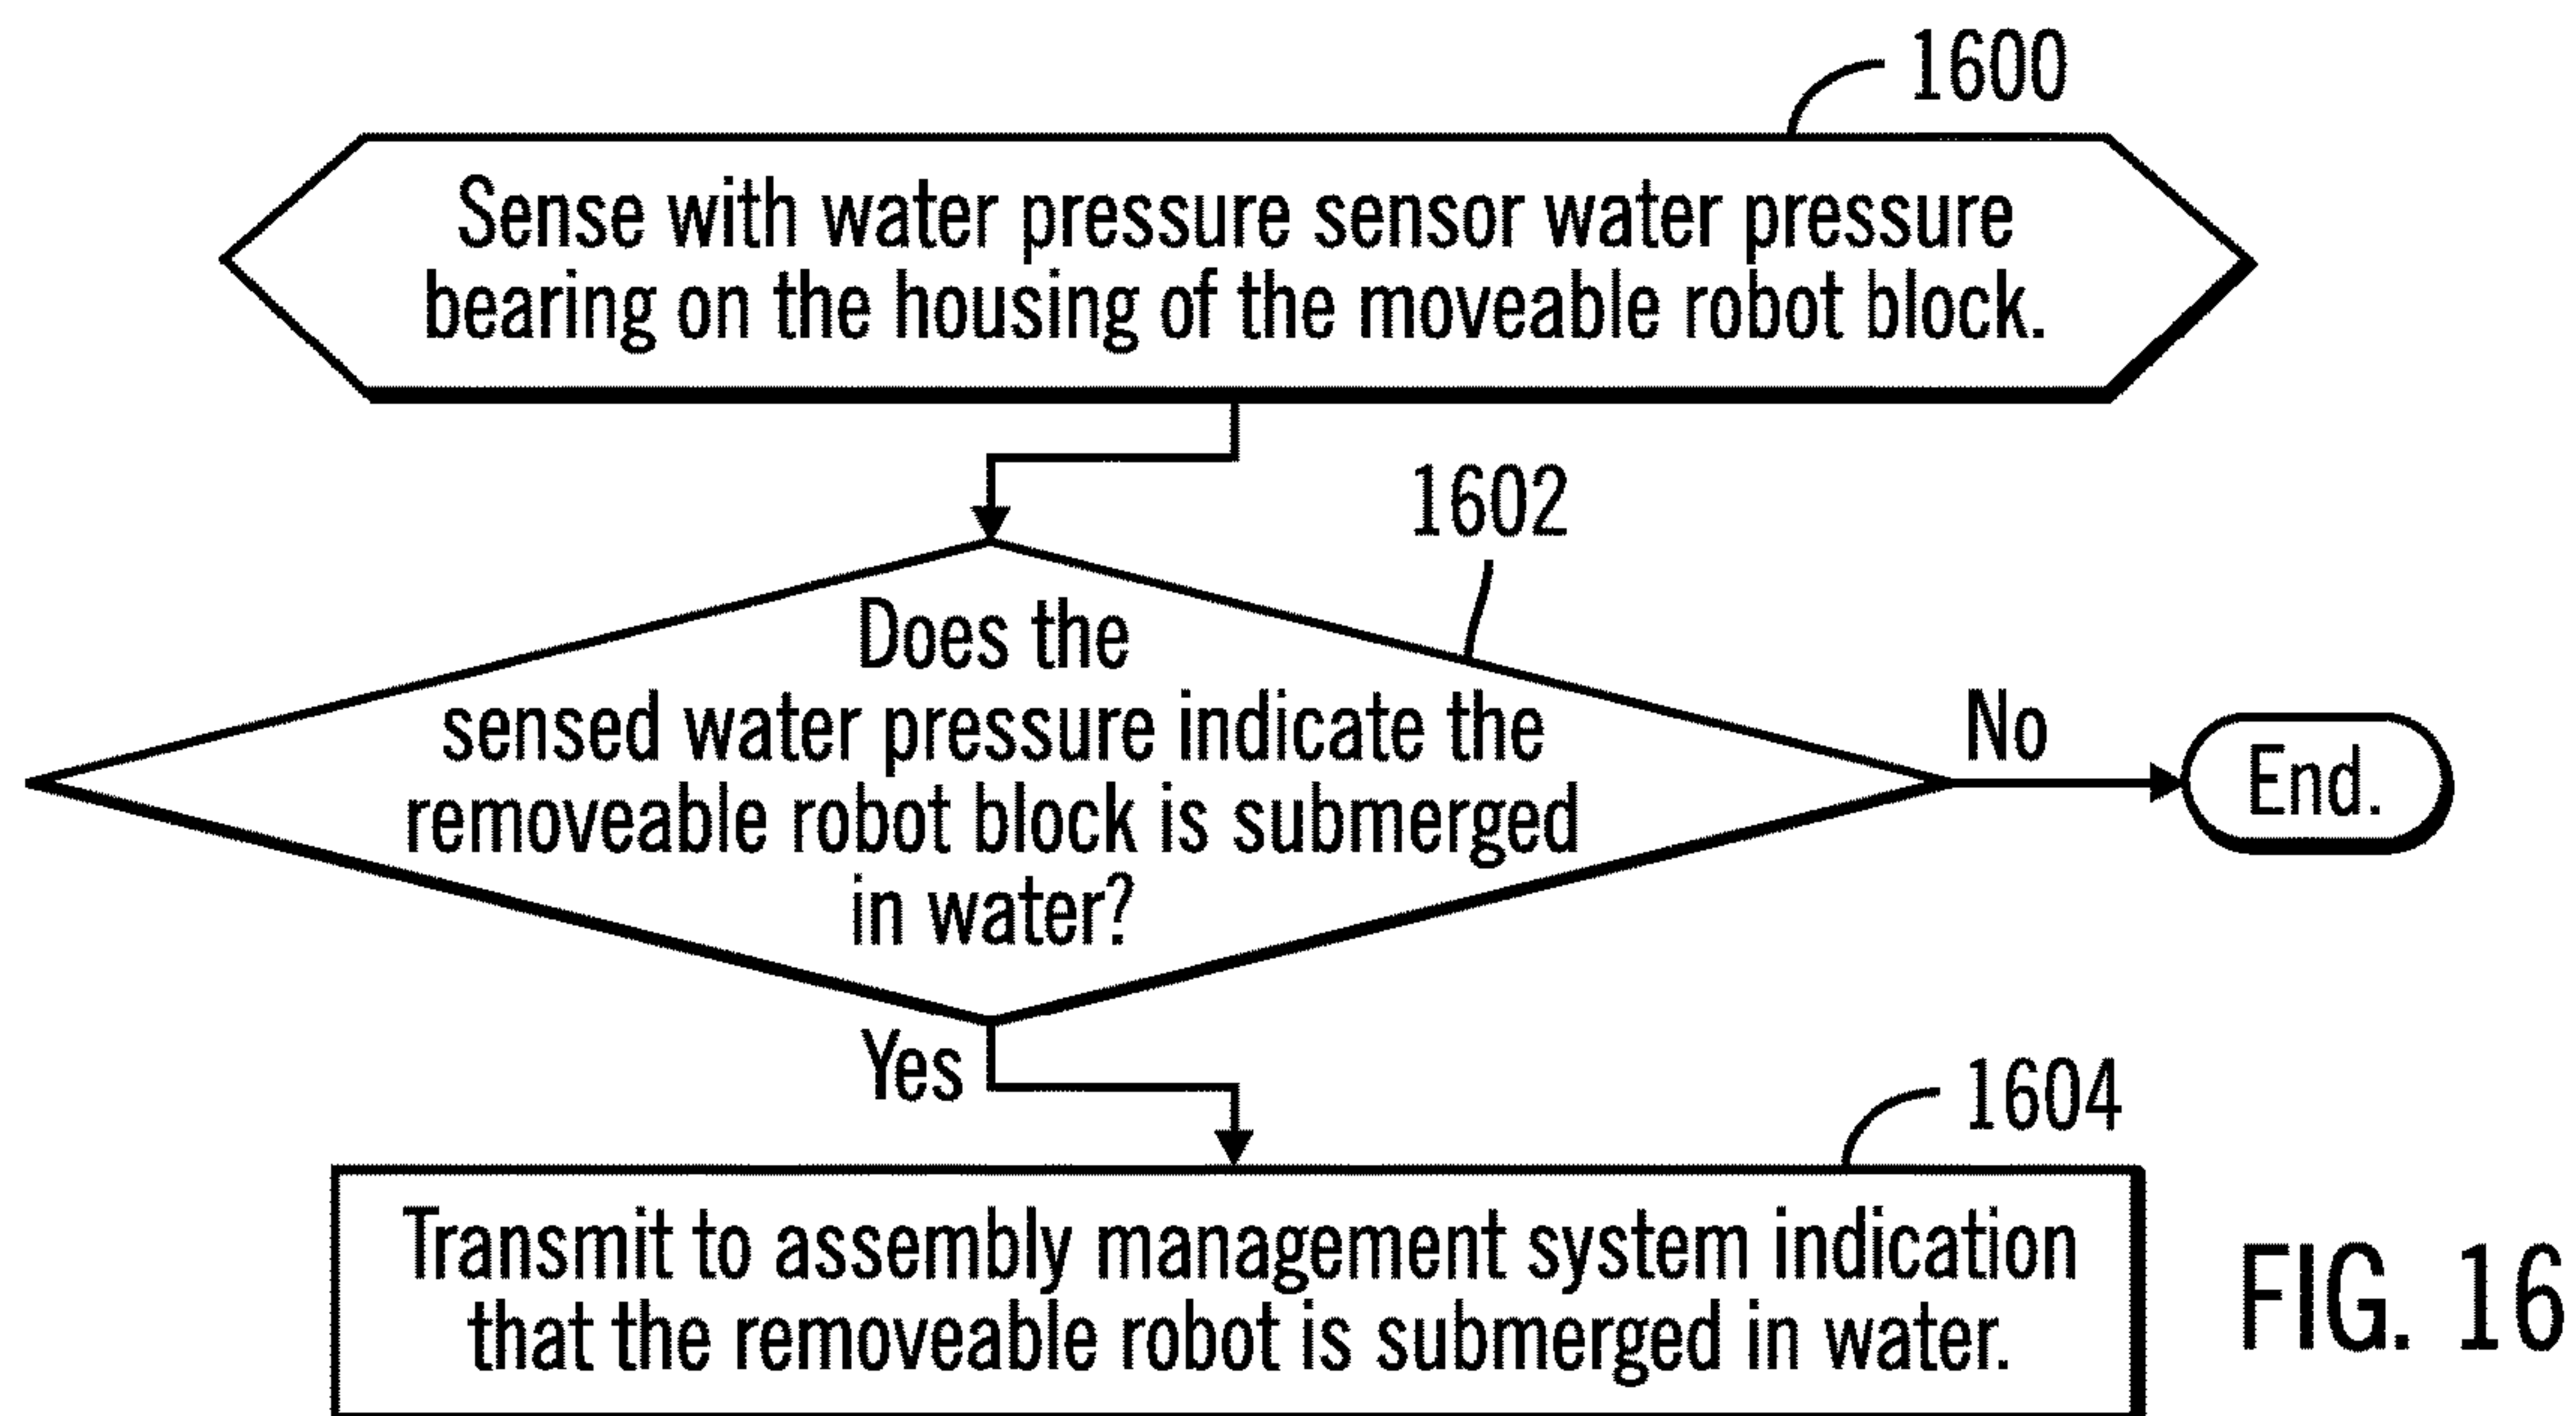 1600
Sense with water pressure sensor water pressure
bearing on the housing of the moveable robot block.
1602
Does the
sensed water pressure indicate the
removeable robot block is submerged
in water?
No
End.
Yes
1604
Transmit to assembly management system indication
that the removeable robot is submerged in water.
FIG. 16